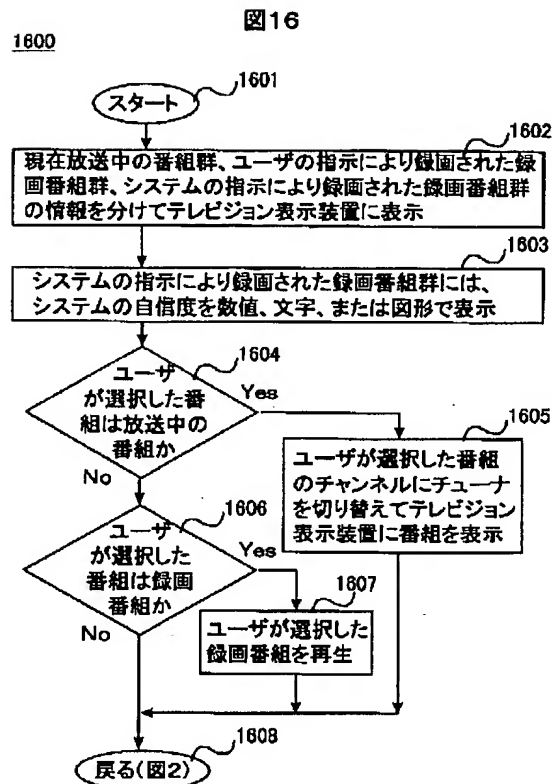 図16
1600
1601
スタート
1602
現在放送中の番組群、ユーザの指示により録画された録
画番組群、システムの指示により録画された録画番組群
の情報を分けてテレビジョン表示装置に表示
1603
システムの指示により録画された録画番組群には、
システムの自信度を数値、文字、または図形で表示
1604
ユーザ
が選択した番
組は放送中の
番組か
Yes
No
1605
ユーザが選択した番組
のチャンネルにチューナ
を切り替えてテレビジョン
表示装置に番組を表示
1606
ユーザ
が選択した
番組は録画
番組か
Yes
No
1607
ユーザが選択した
録画番組を再生
1608
戻る(図2)